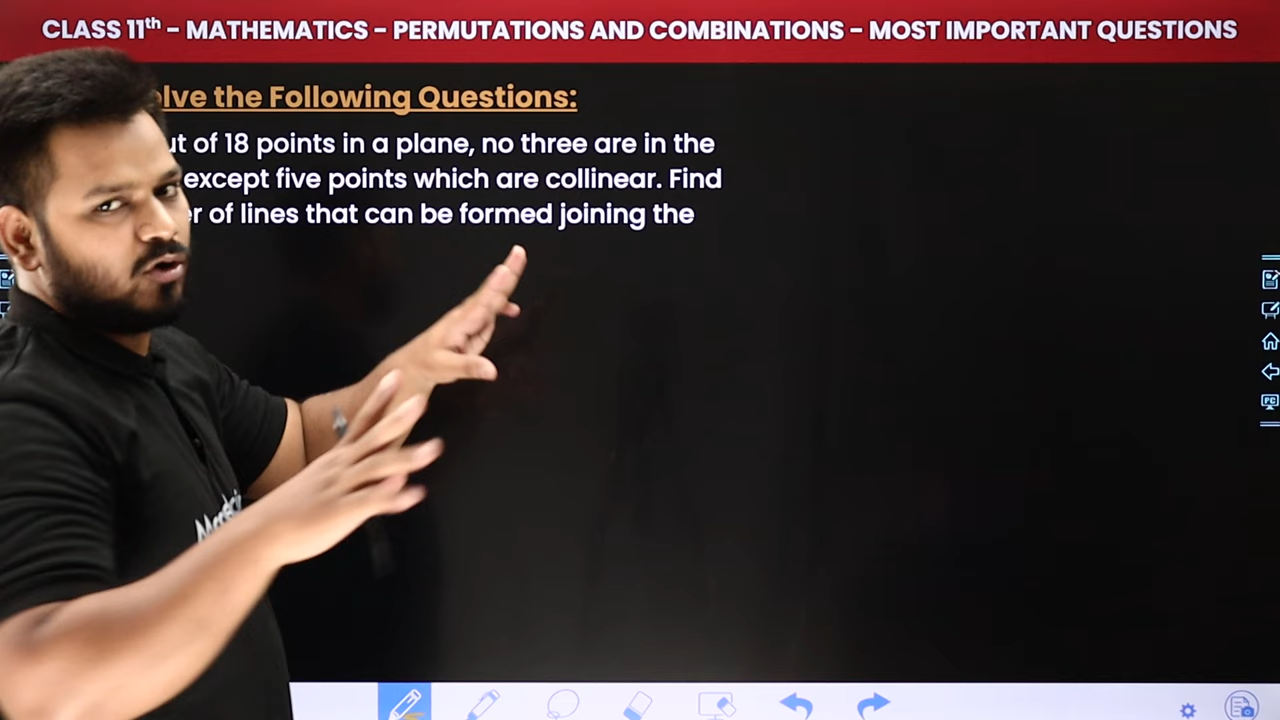 CLASS 11th – MATHEMATICS – PERMUTATIONS AND COMBINATIONS – MOST IMPORTANT QUESTIONS
lve the Following Questions:
ut of 18 points in a plane, no three are in the
except five points which are collinear. Find
er of lines that can be formed joining the
PC